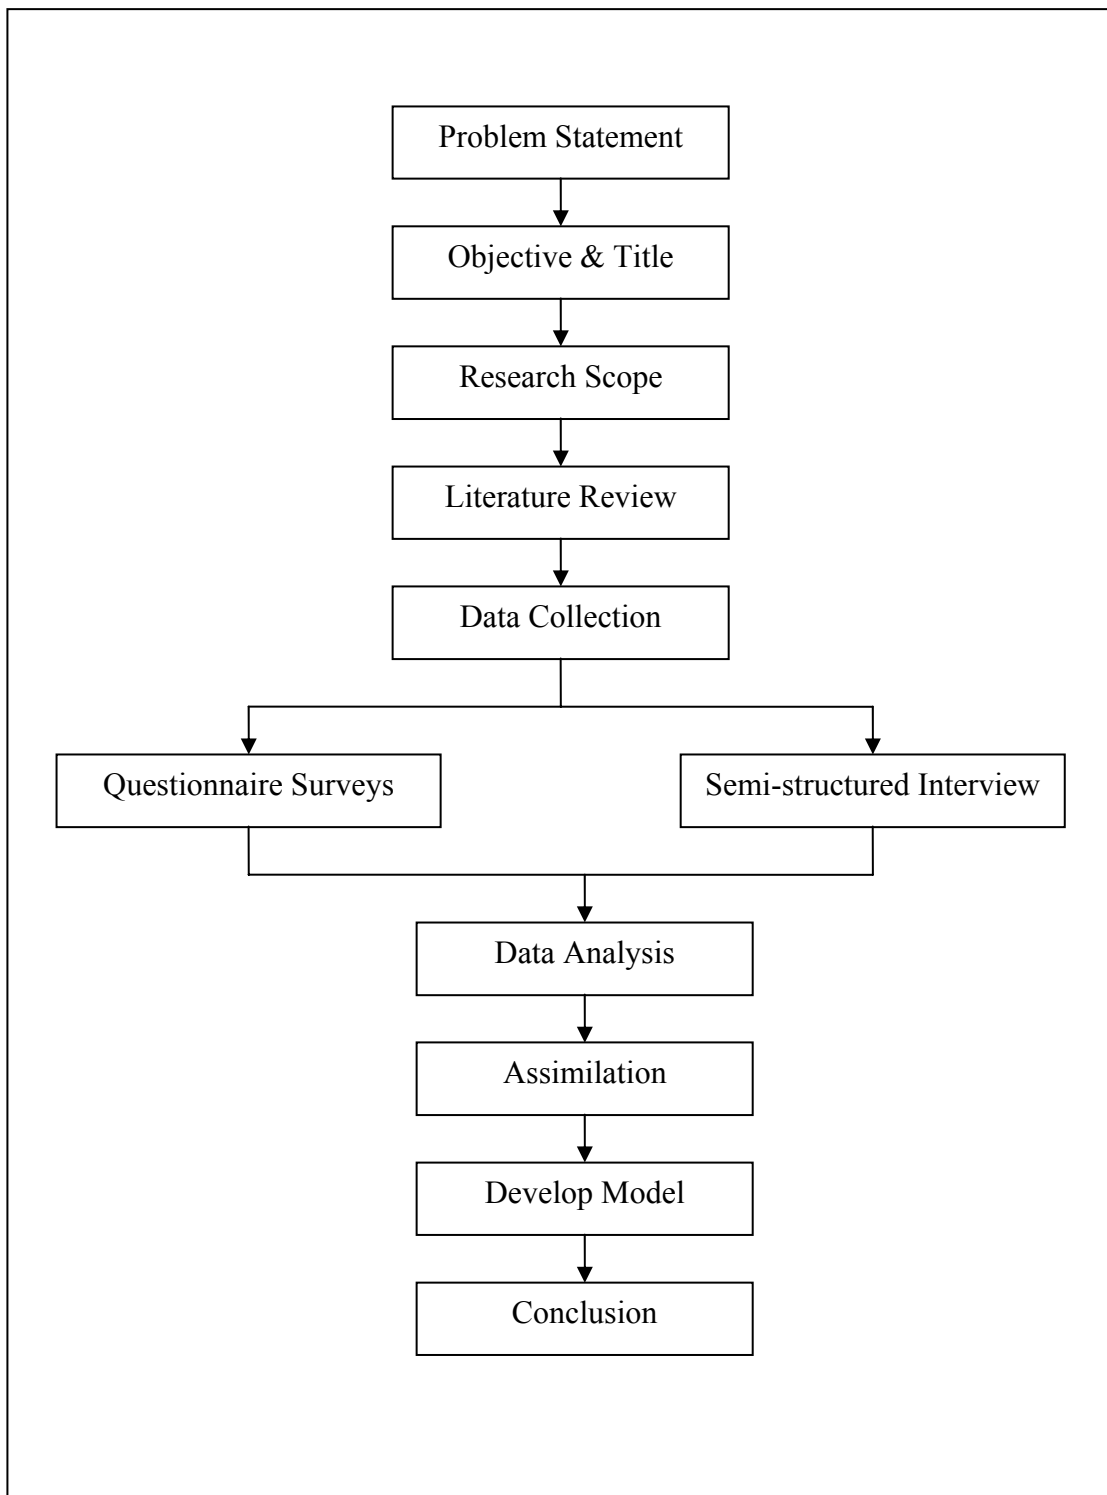 Problem Statement
Objective & Title
Research Scope
Literature Review
Data Collection
Questionnaire Surveys
Semi-structured Interview
Data Analysis
Assimilation
Develop Model
Conclusion